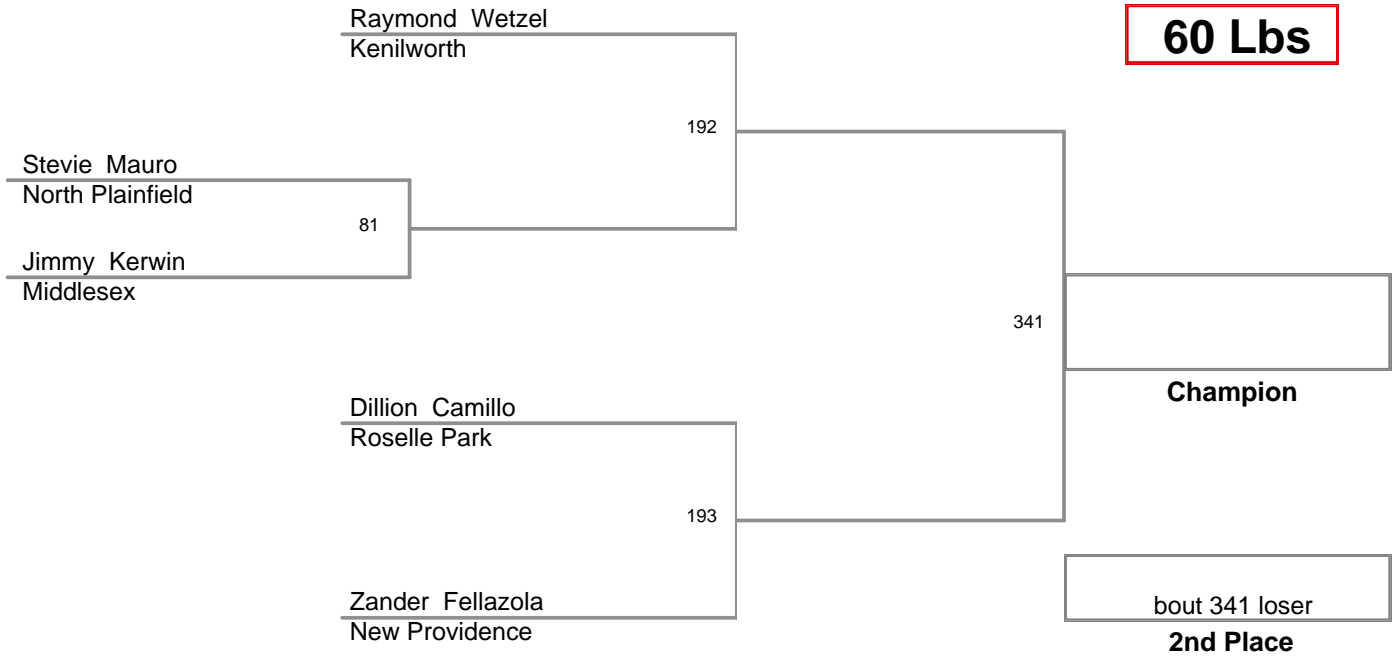 Raymond Wetzel
Kenilworth
60 Lbs
192
Stevie Mauro
North Plainfield
81
Jimmy Kerwin
Middlesex
341
Champion
Dillion Camillo
Roselle Park
193
Zander Fellazola
New Providence
bout 341 loser
2nd Place